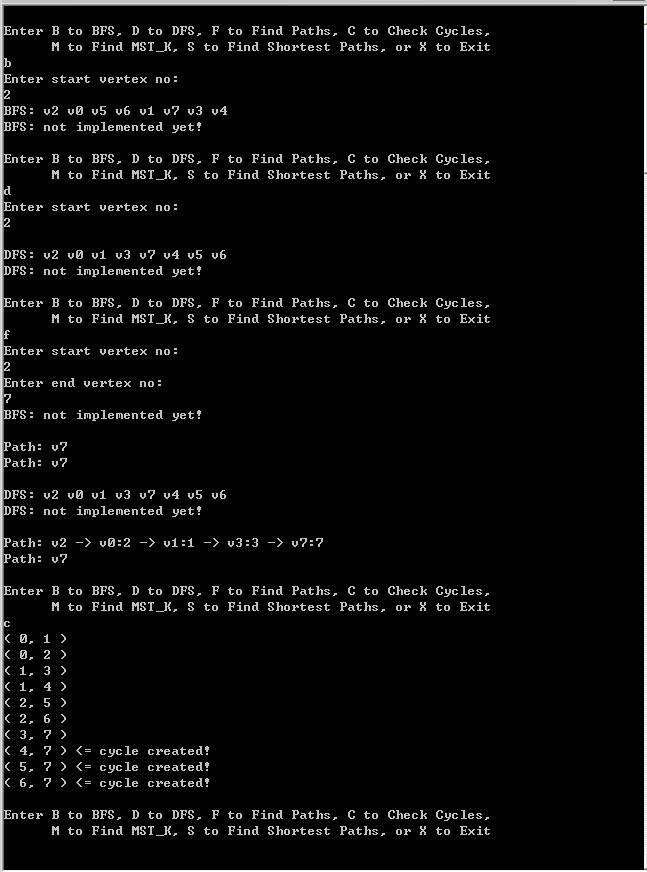 Enter B to BFS, D to DFS, F to Find Paths, C to Check Cycles,
M to Find MST_K, S to Find Shortest Paths, or X to Exit
b
Enter start vertex no:
2
BFS: v2 v0 v5 v6 v1 v7 v3 v4
BFS: not implemented yet!
Enter B to BFS, D to DFS, F to Find Paths, C to Check Cycles,
M to Find MST_K, S to Find Shortest Paths, or X to Exit
d
Enter start vertex no:
2
DFS: v2 v0 v1 v3 v7 v4 v5 v6
DFS: not implemented yet!
Enter B to BFS, D to DFS, F to Find Paths, C to Check Cycles,
M to Find MST_K, S to Find Shortest Paths, or X to Exit
f
Enter start vertex no:
2
Enter end vertex no:
7
BFS: not implemented yet!
Path: v7
Path: v7
DFS: v2 v0 v1 v3 v7 v4 v5 v6
DFS: not implemented yet!
Path: v2 -> v0:2 -> v1:1 -> v3:3 -> v7:7
Path: v7
Enter B to BFS, D to DFS, F to Find Paths, C to Check Cycles,
M to Find MST_K, S to Find Shortest Paths, or X to Exit
c
( 0, 1 )
( 0, 2 )
( 1, 3 )
( 1, 4 )
( 2, 5 )
( 2, 6 )
( 3, 7 )
( 4, 7 ) <= cycle created!
( 5, 7 ) <= cycle created!
( 6, 7 ) <= cycle created!
Enter B to BFS, D to DFS, F to Find Paths, C to Check Cycles,
M to Find MST_K, S to Find Shortest Paths, or X to Exit